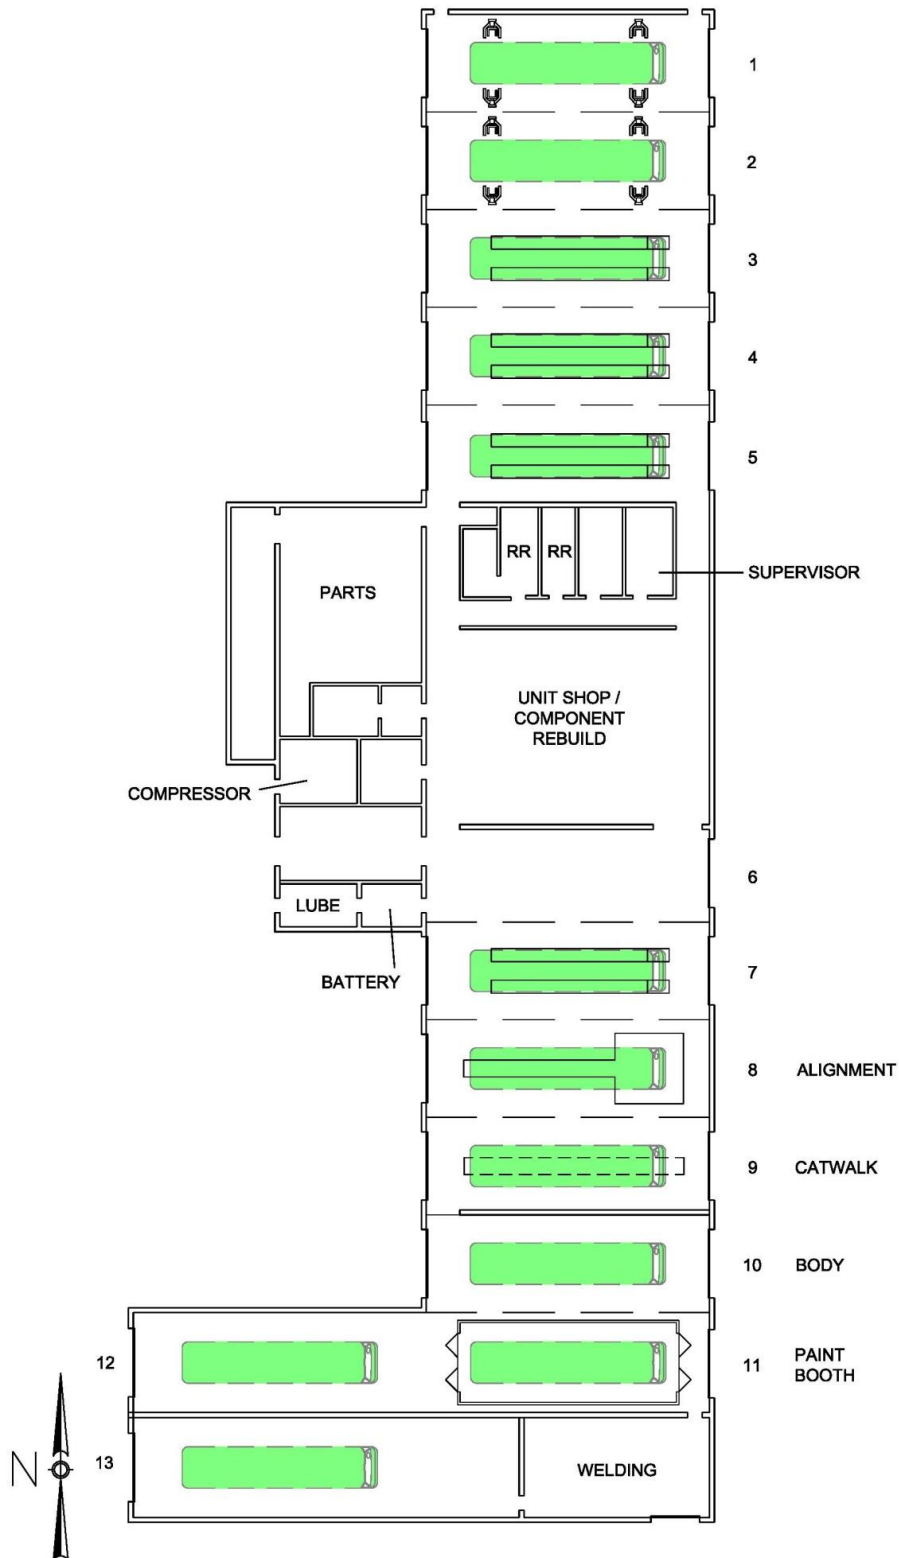 1
2
3
4
5
RR RR
SUPERVISOR
PARTS
UNIT SHOP /
COMPONENT
REBUILD
COMPRESSOR
6
LUBE
BATTERY
7
8 ALIGNMENT
9 CATWALK
10 BODY
12
11 PAINT
BOOTH
N
13
WELDING